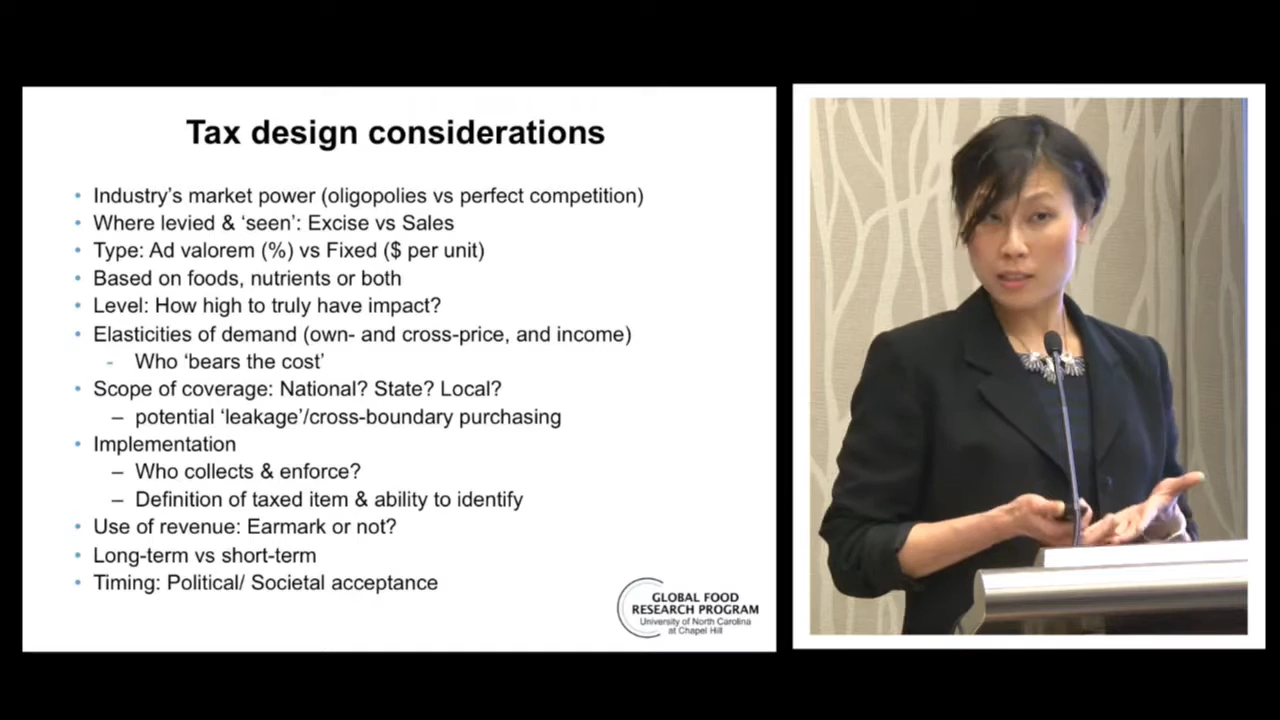 Tax design considerations
• Industry’s market power (oligopolies vs perfect competition)
• Where levied & ‘seen’: Excise vs Sales
• Type: Ad valorem (%) vs Fixed ($ per unit)
• Based on foods, nutrients or both
• Level: How high to truly have impact?
• Elasticities of demand (own- and cross-price, and income)
- Who ‘bears the cost’
• Scope of coverage: National? State? Local?
– potential ‘leakage’/cross-boundary purchasing
• Implementation
– Who collects & enforce?
– Definition of taxed item & ability to identify
• Use of revenue: Earmark or not?
• Long-term vs short-term
• Timing: Political/ Societal acceptance
GLOBAL FOOD
RESEARCH PROGRAM
University of North Carolina
at Chapel Hill